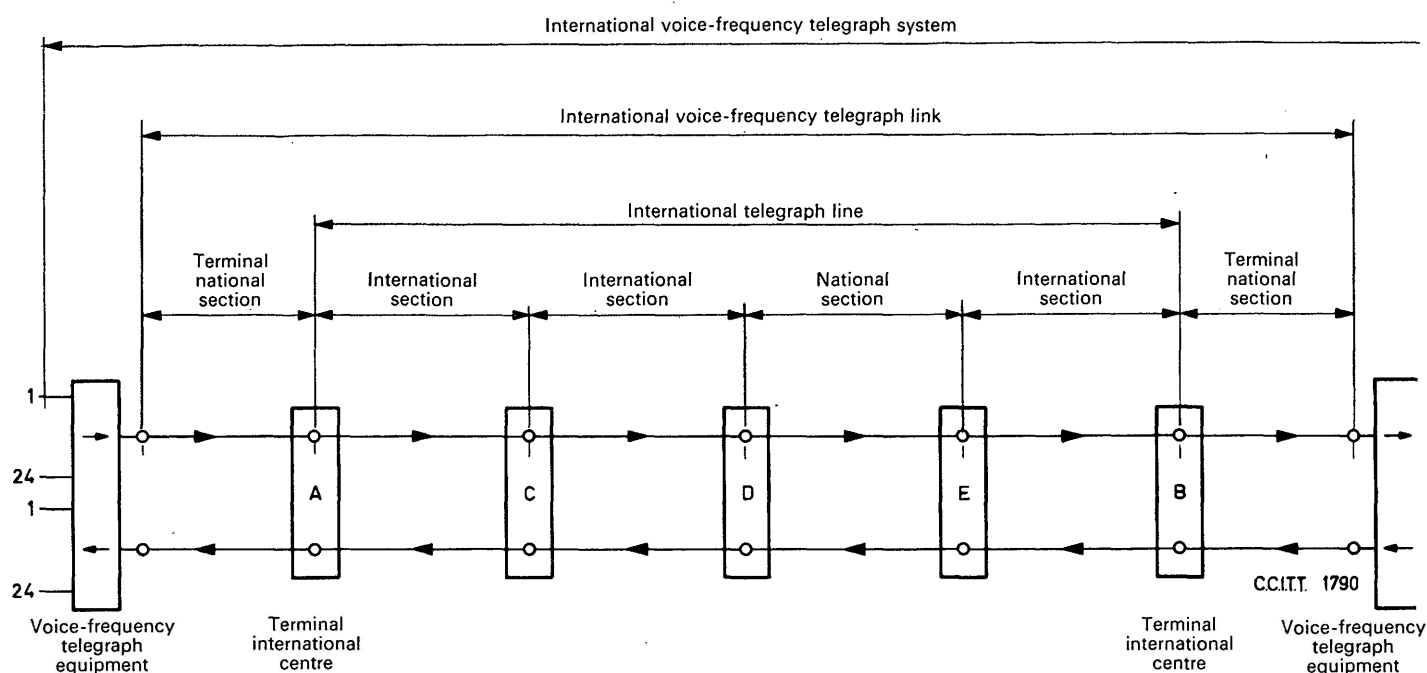 International voice-frequency telegraph system
International voice-frequency telegraph link
International telegraph line
Terminal
national
section
International
section
International
section
National
section
International
section
Terminal
national
section
1
24
1
24
A
C
D
E
B
C.C.I.T.T. 1790
Voice-frequency
telegraph
equipment
Terminal
international
centre
Terminal
international
centre
Voice-frequency
telegraph
equipment